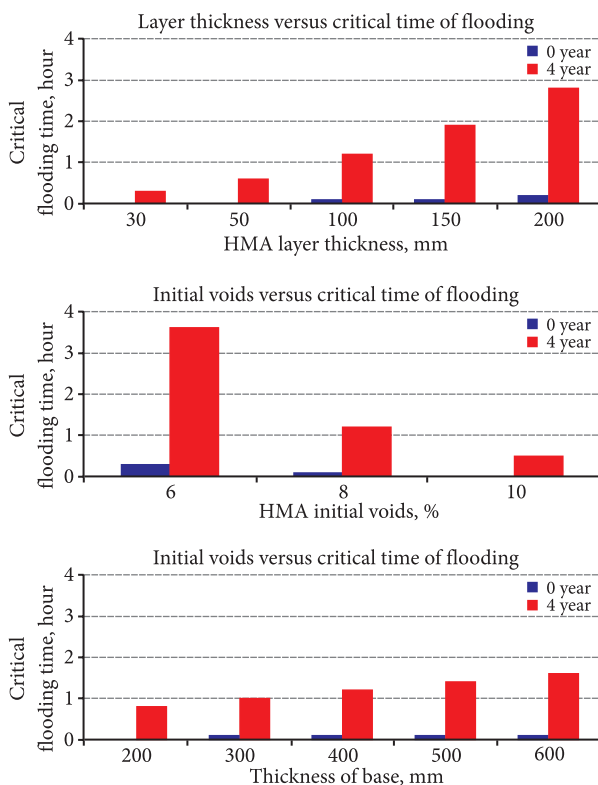 Layer thickness versus critical time of flooding
4
3
2
1
0
Critical
flooding time, hour
0 year
4 year
30 50 100 150 200
HMA layer thickness, mm
Initial voids versus critical time of flooding
4
3
2
1
0
Critical
flooding time, hour
0 year
4 year
6 8 10
HMA initial voids, %
Initial voids versus critical time of flooding
4
3
2
1
0
Critical
flooding time, hour
0 year
4 year
200 300 400 500 600
Thickness of base, mm